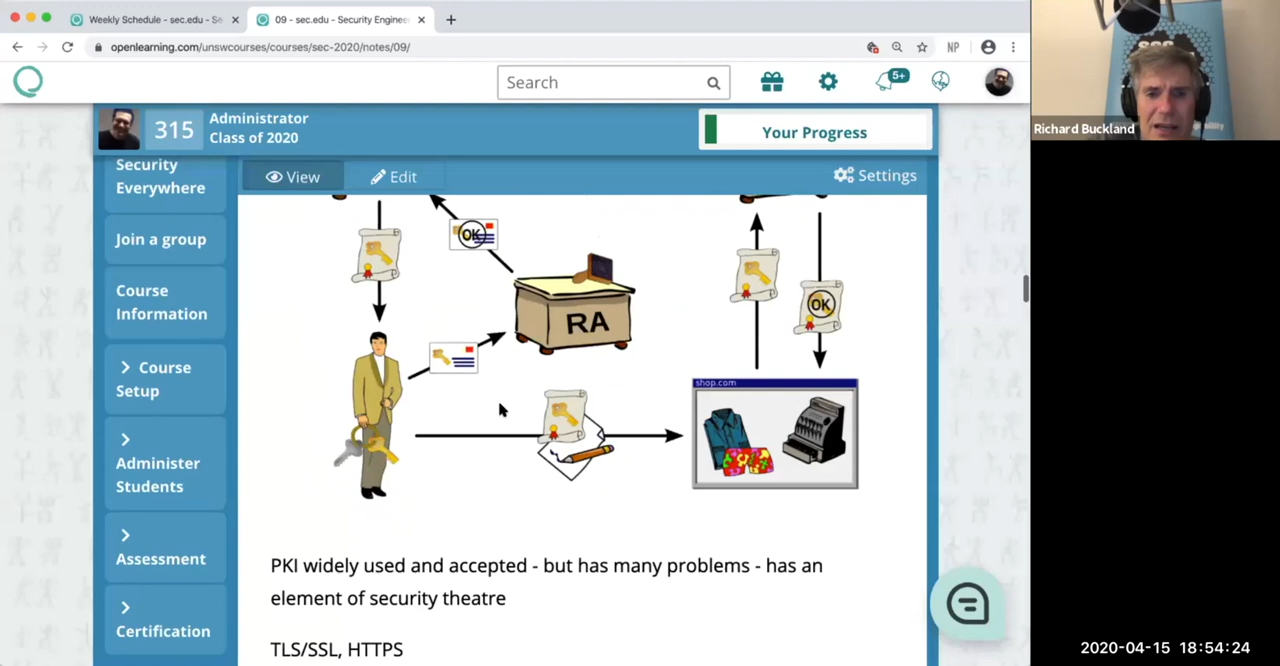 Weekly Schedule - sec.edu - Se
09 - sec.edu - Security Enginee
openlearning.com/unswcourses/courses/sec-2020/notes/09/
NP
Search
5+
315
Administrator
Class of 2020
Your Progress
Richard Buckland
Security
Everywhere
View
Edit
Settings
Join a group
Course
Information
Course
Setup
Administer
Students
Assessment
Certification
OK
RA
OK
shop.com
PKI widely used and accepted - but has many problems - has an
element of security theatre
TLS/SSL, HTTPS
2020-04-15 18:54:24